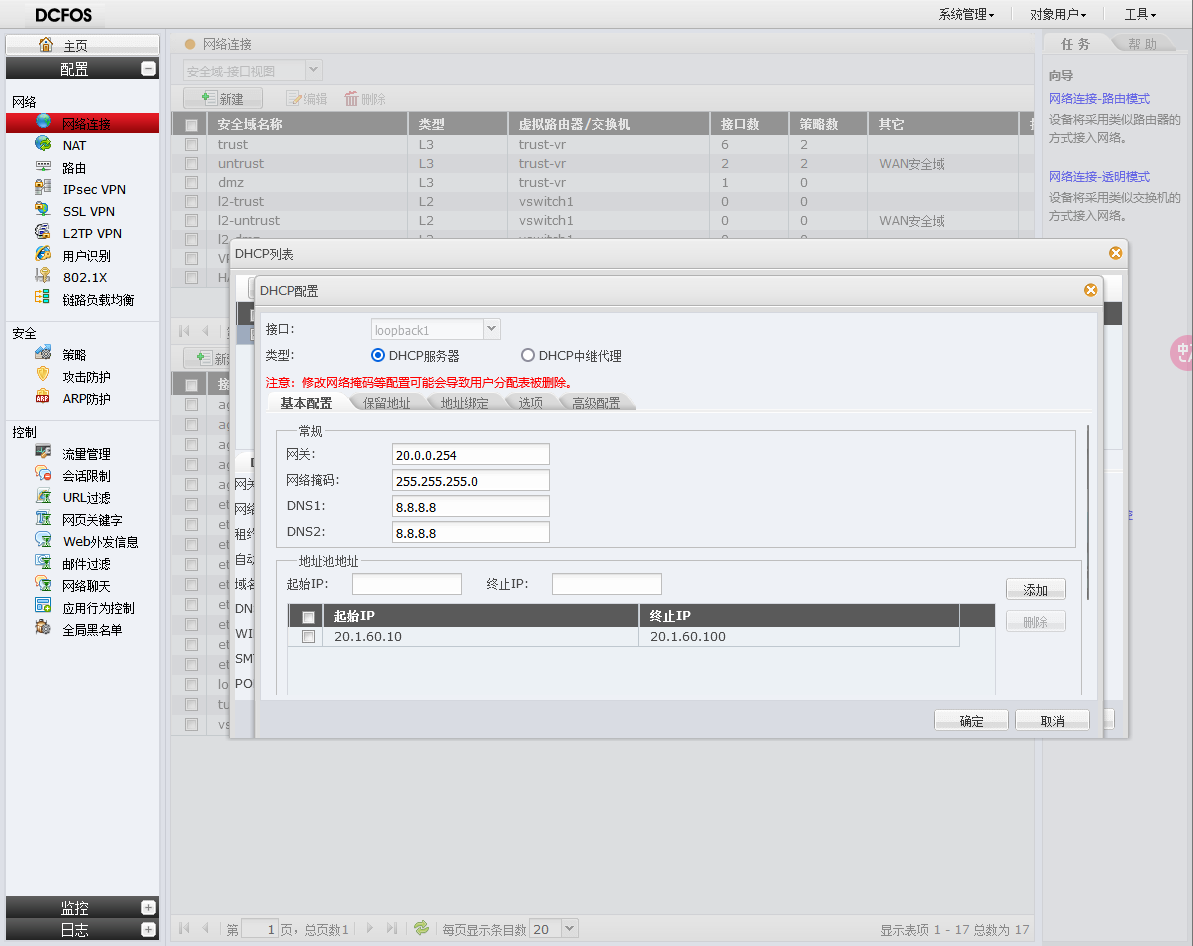 DCFOS
系统管理 对象用户 工具
主页
配置
网络
网络连接
NAT
路由
IPsec VPN
SSL VPN
L2TP VPN
用户识别
802.1X
链路负载均衡
安全
策略
攻击防护
ARP防护
控制
流量管理
会话限制
URL过滤
网页关键字
Web外发信息
邮件过滤
网络聊天
应用行为控制
全局黑名单
监控
日志
网络连接
安全域-接口视图
新建 编辑 删除
安全域名称 类型 虚拟路由器/交换机 接口数 策略数 其它
trust L3 trust-vr 6 2
untrust L3 trust-vr 2 2 WAN安全域
dmz L3 trust-vr 1 0
l2-trust L2 vswitch1 0 0
l2-untrust L2 vswitch1 0 0 WAN安全域
l2-dmz L2 vswitch1 0 0
DHCP列表
DHCP配置
接口: loopback1
类型: DHCP服务器 DHCP中继代理
注意: 修改网络掩码等配置可能会导致用户分配表被删除。
基本配置 保留地址 地址绑定 选项 高级配置
常规
网关: 20.0.0.254
网络掩码: 255.255.255.0
DNS1: 8.8.8.8
DNS2: 8.8.8.8
地址池地址
起始IP: 终止IP: 添加
起始IP 终止IP 删除
20.1.60.10 20.1.60.100
确定 取消
第 1 页，总页数1 每页显示条目数 20 显示表项 1 - 17 总数为 17
任务 帮助
向导
网络连接-路由模式
设备将采用类似路由器的
方式接入网络。
网络连接-透明模式
设备将采用类似交换机的
方式接入网络。